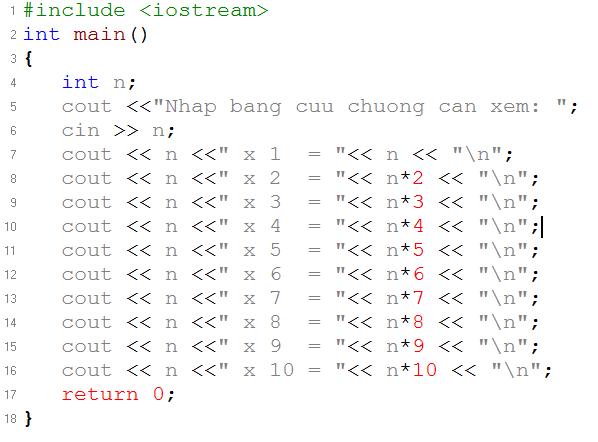 1 #include <iostream>
2 int main()
3 {
4 int n;
5 cout <<"Nhap bang cuu chuong can xem: ";
6 cin >> n;
7 cout << n <<" x 1  = "<< n << "\n";
8 cout << n <<" x 2  = "<< n*2 << "\n";
9 cout << n <<" x 3  = "<< n*3 << "\n";
10 cout << n <<" x 4  = "<< n*4 << "\n";
11 cout << n <<" x 5  = "<< n*5 << "\n";
12 cout << n <<" x 6  = "<< n*6 << "\n";
13 cout << n <<" x 7  = "<< n*7 << "\n";
14 cout << n <<" x 8  = "<< n*8 << "\n";
15 cout << n <<" x 9  = "<< n*9 << "\n";
16 cout << n <<" x 10 = "<< n*10 << "\n";
17 return 0;
18 }